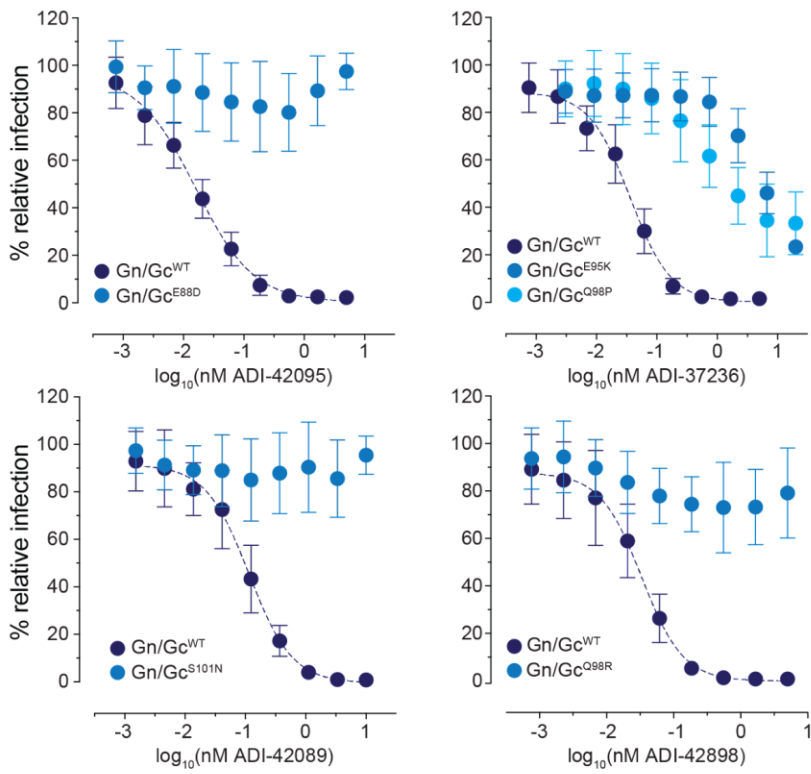 120
100
80
60
40
20
0
% relative infection
Gn/Gc^WT
Gn/Gc^E88D
-3 -2 -1 0 1
log₁₀(nM ADI-42095)
120
100
80
60
40
20
0
Gn/Gc^WT
Gn/Gc^E95K
Gn/Gc^Q98P
-3 -2 -1 0 1
log₁₀(nM ADI-37236)
120
100
80
60
40
20
0
% relative infection
Gn/Gc^WT
Gn/Gc^S101N
-3 -2 -1 0 1
log₁₀(nM ADI-42089)
120
100
80
60
40
20
0
Gn/Gc^WT
Gn/Gc^Q98R
-3 -2 -1 0 1
log₁₀(nM ADI-42898)